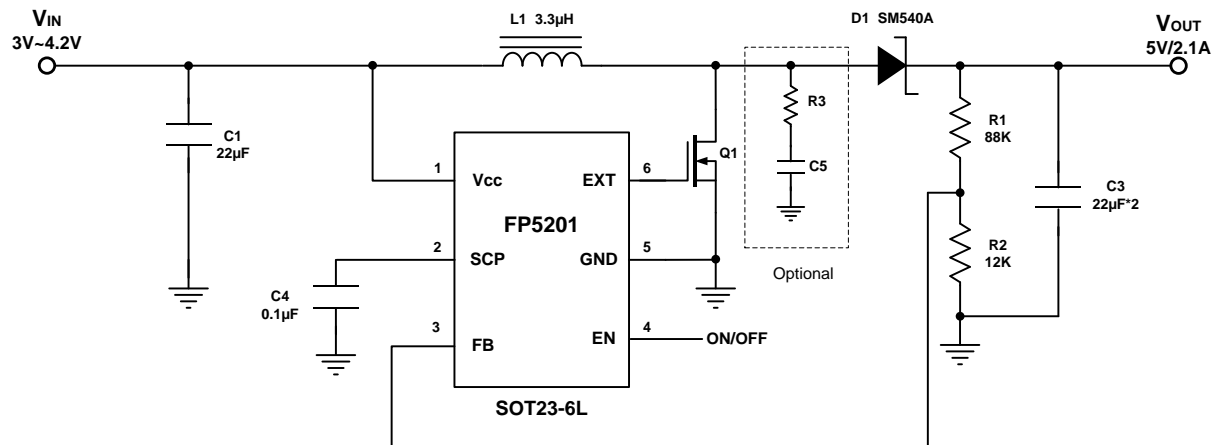 VIN
3V~4.2V
L1 3.3µH
D1 SM540A
VOUT
5V/2.1A
C1
22µF
R3
C5
Q1
R1
88K
C3
22µF*2
R2
12K
1
Vcc
EXT
6
FP5201
2
SCP
GND
5
C4
0.1µF
3
FB
EN
4
ON/OFF
Optional
SOT23-6L